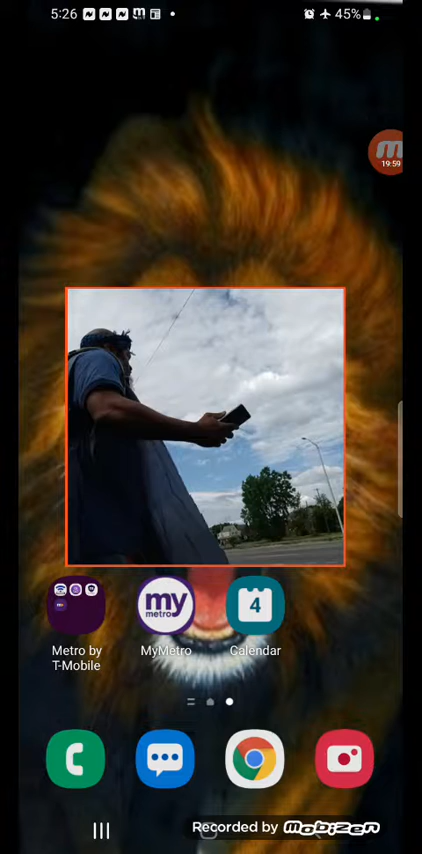 5:26
45%
19:59
my
metro
4
Metro by
T-Mobile
MyMetro
Calendar
Recorded by mobizen